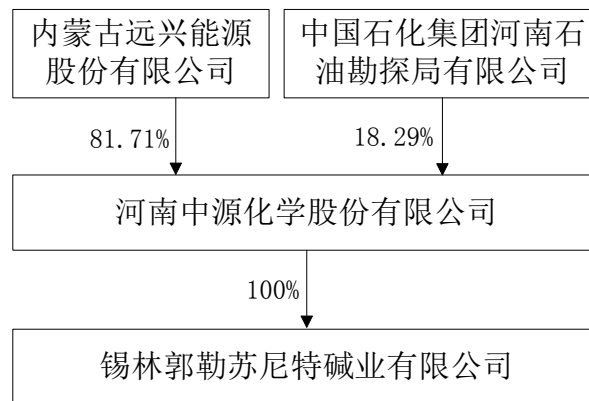 内蒙古远兴能源
股份有限公司
中国石化集团河南石
油勘探局有限公司
81.71%
18.29%
河南中源化学股份有限公司
100%
锡林郭勒苏尼特碱业有限公司